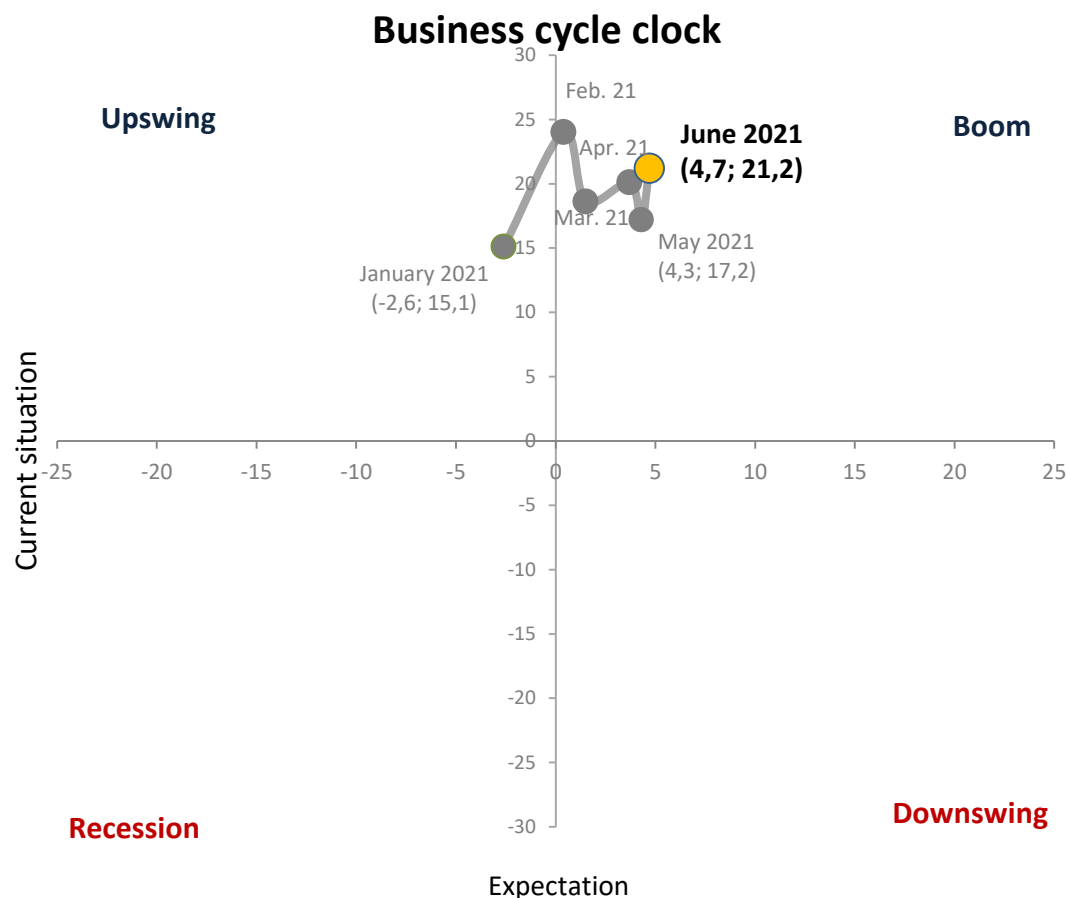 Business cycle clock
30
Feb. 21
Upswing
25
Boom
June 2021
(4,7; 21,2)
Apr. 21
20
Mar. 21
May 2021
(4,3; 17,2)
15
January 2021
(-2,6; 15,1)
10
5
Current situation
0
-25
-20
-15
-10
-5
0
5
10
15
20
25
-5
-10
-15
-20
-25
-30
Recession
Downswing
Expectation